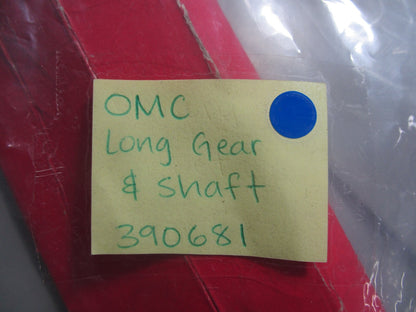 OMC
Long Gear
& Shaft
390681